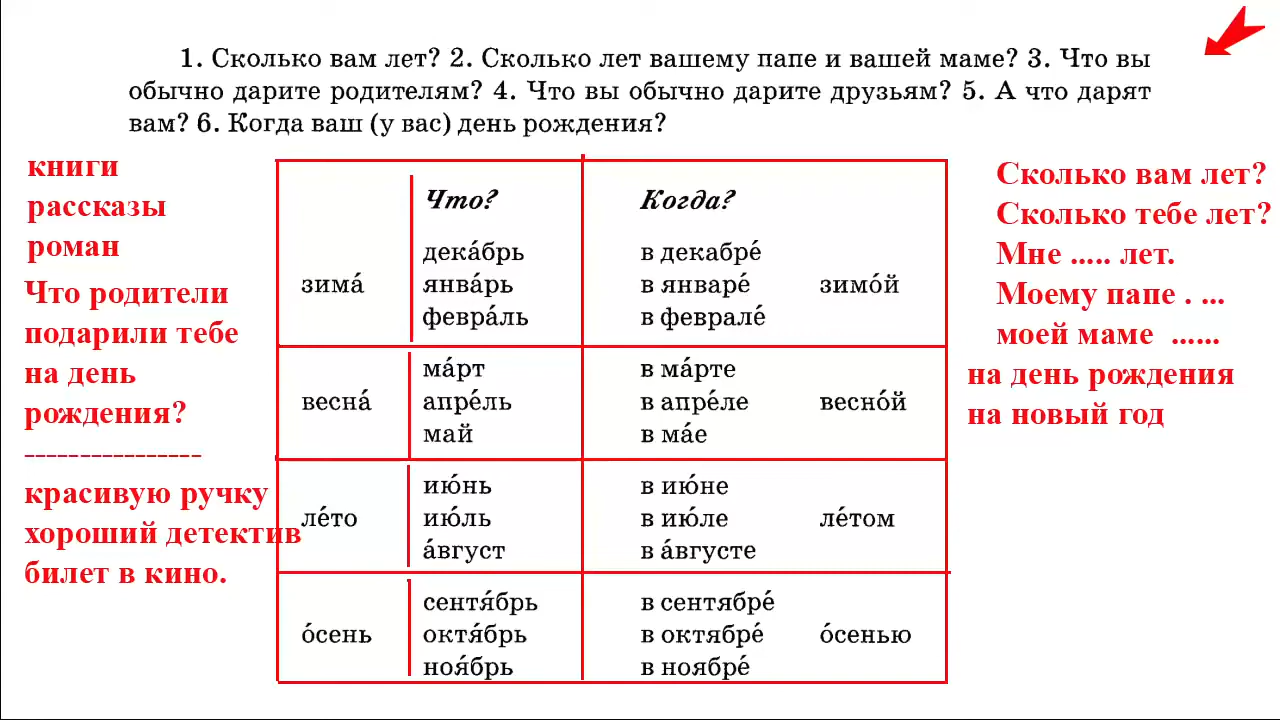 1. Сколько вам лет? 2. Сколько лет вашему папе и вашей маме? 3. Что вы
обычно дарите родителям? 4. Что вы обычно дарите друзьям? 5. А что дарят
вам? 6. Когда ваш (у вас) день рождения?
книги
рассказы
роман
Что родители
подарили тебе
на день
рождения?
----------------
красивую ручку
хороший детектив
билет в кино.
Что? Когда?
дека́брь в декабре́
зима́ янва́рь в январе́ зимо́й
февра́ль в феврале́
ма́рт в ма́рте
весна́ апре́ль в апре́ле весно́й
май в ма́е
ию́нь в ию́не
ле́то ию́ль в ию́ле ле́том
а́вгуст в а́вгусте
сентя́брь в сентябре́
о́сень октя́брь в октябре́ о́сенью
ноя́брь в ноябре́
Сколько вам лет?
Сколько тебе лет?
Мне ..... лет.
Моему папе . ...
моей маме ......
на день рождения
на новый год